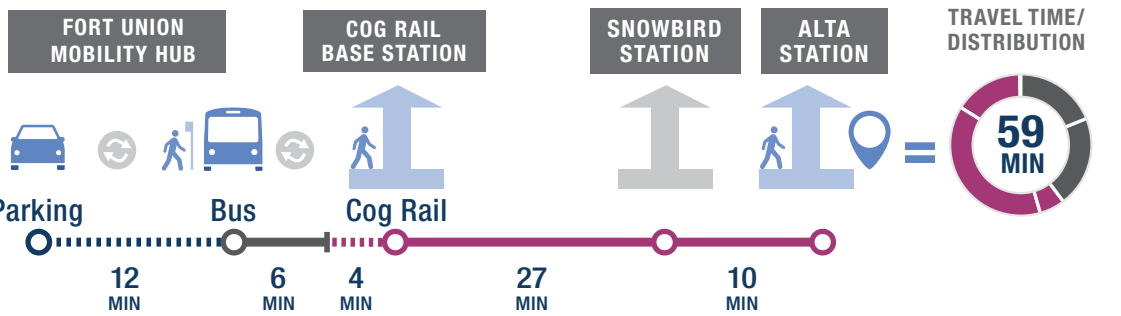 FORT UNION
MOBILITY HUB
COG RAIL
BASE STATION
SNOWBIRD
STATION
ALTA
STATION
TRAVEL TIME/
DISTRIBUTION
59
MIN
Parking
Bus
Cog Rail
12
MIN
6
MIN
4
MIN
27
MIN
10
MIN